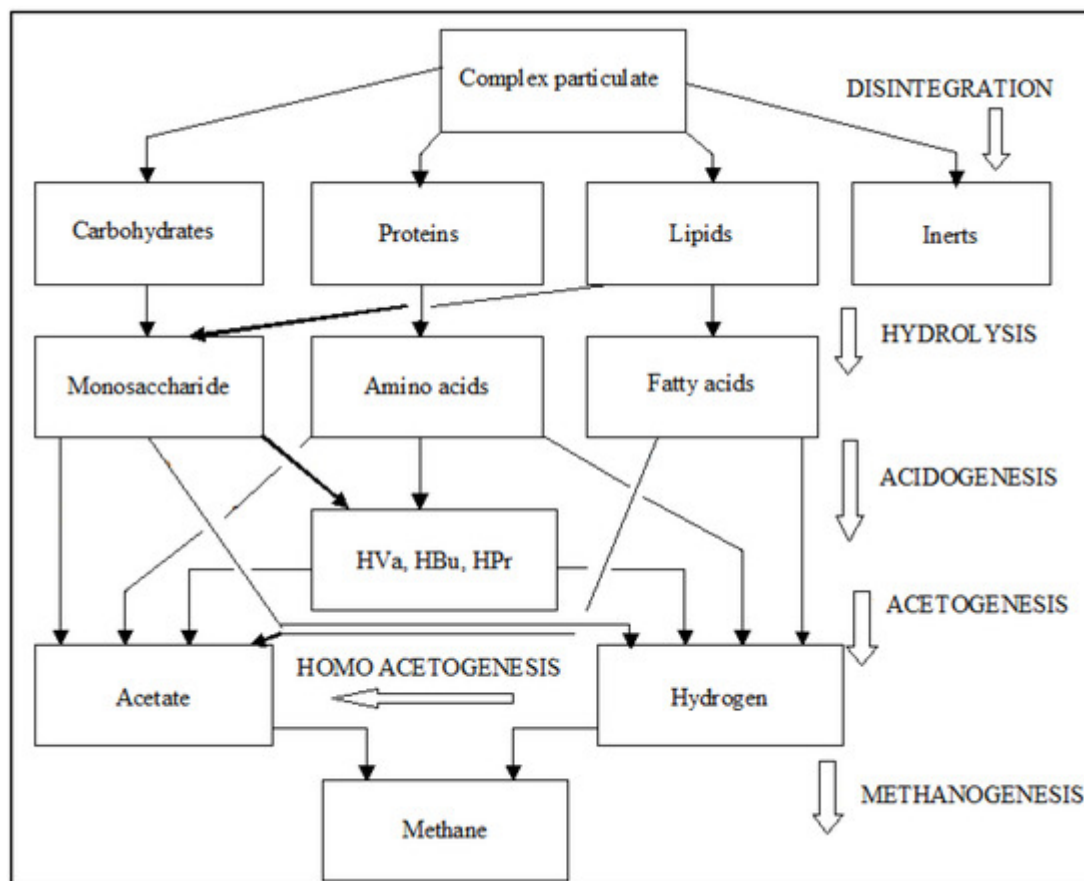 Complex particulate
DISINTEGRATION
Carbohydrates
Proteins
Lipids
Inerts
HYDROLYSIS
Monosaccharide
Amino acids
Fatty acids
ACIDOGENESIS
HVa, HBu, HPr
ACETOGENESIS
HOMO ACETOGENESIS
Acetate
Hydrogen
METHANOGENESIS
Methane